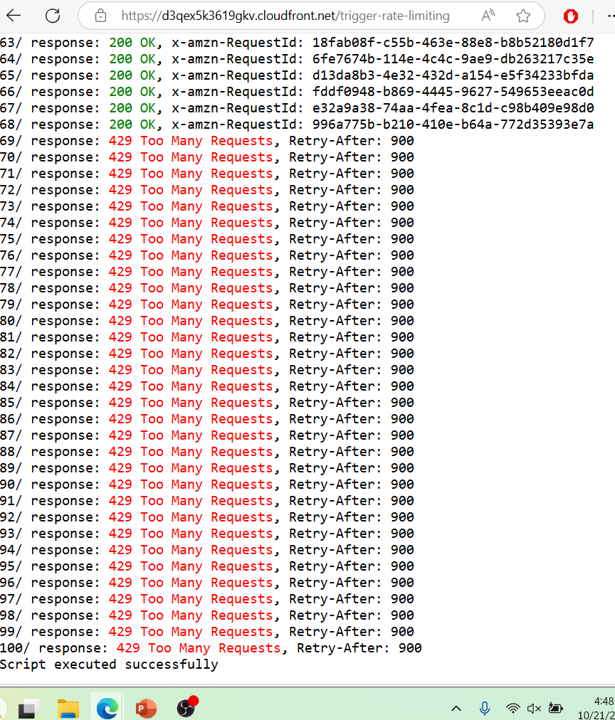 https://d3qex5k3619gkv.cloudfront.net/trigger-rate-limiting
63/ response: 200 OK, x-amzn-RequestId: 18fab08f-c55b-463e-88e8-b8b52180d1f7
64/ response: 200 OK, x-amzn-RequestId: 6fe7674b-114e-4c4c-9ae9-db263217c35e
65/ response: 200 OK, x-amzn-RequestId: d13da8b3-4e32-432d-a154-e5f34233bfda
66/ response: 200 OK, x-amzn-RequestId: fddf0948-b869-4445-9627-549653eeac0d
67/ response: 200 OK, x-amzn-RequestId: e32a9a38-74aa-4fea-8c1d-c98b409e98d0
68/ response: 200 OK, x-amzn-RequestId: 996a775b-b210-410e-b64a-772d35393e7a
69/ response: 429 Too Many Requests, Retry-After: 900
70/ response: 429 Too Many Requests, Retry-After: 900
71/ response: 429 Too Many Requests, Retry-After: 900
72/ response: 429 Too Many Requests, Retry-After: 900
73/ response: 429 Too Many Requests, Retry-After: 900
74/ response: 429 Too Many Requests, Retry-After: 900
75/ response: 429 Too Many Requests, Retry-After: 900
76/ response: 429 Too Many Requests, Retry-After: 900
77/ response: 429 Too Many Requests, Retry-After: 900
78/ response: 429 Too Many Requests, Retry-After: 900
79/ response: 429 Too Many Requests, Retry-After: 900
80/ response: 429 Too Many Requests, Retry-After: 900
81/ response: 429 Too Many Requests, Retry-After: 900
82/ response: 429 Too Many Requests, Retry-After: 900
83/ response: 429 Too Many Requests, Retry-After: 900
84/ response: 429 Too Many Requests, Retry-After: 900
85/ response: 429 Too Many Requests, Retry-After: 900
86/ response: 429 Too Many Requests, Retry-After: 900
87/ response: 429 Too Many Requests, Retry-After: 900
88/ response: 429 Too Many Requests, Retry-After: 900
89/ response: 429 Too Many Requests, Retry-After: 900
90/ response: 429 Too Many Requests, Retry-After: 900
91/ response: 429 Too Many Requests, Retry-After: 900
92/ response: 429 Too Many Requests, Retry-After: 900
93/ response: 429 Too Many Requests, Retry-After: 900
94/ response: 429 Too Many Requests, Retry-After: 900
95/ response: 429 Too Many Requests, Retry-After: 900
96/ response: 429 Too Many Requests, Retry-After: 900
97/ response: 429 Too Many Requests, Retry-After: 900
98/ response: 429 Too Many Requests, Retry-After: 900
99/ response: 429 Too Many Requests, Retry-After: 900
100/ response: 429 Too Many Requests, Retry-After: 900
Script executed successfully
4:48
10/21/2